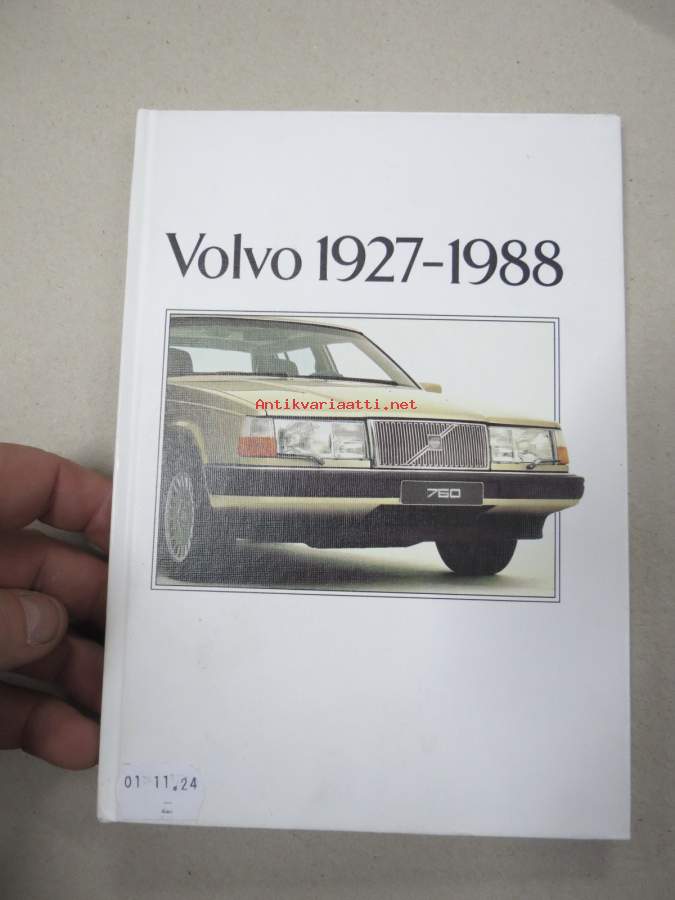 Volvo 1927-1988
Antikvariaatti.net
760
01 11.24